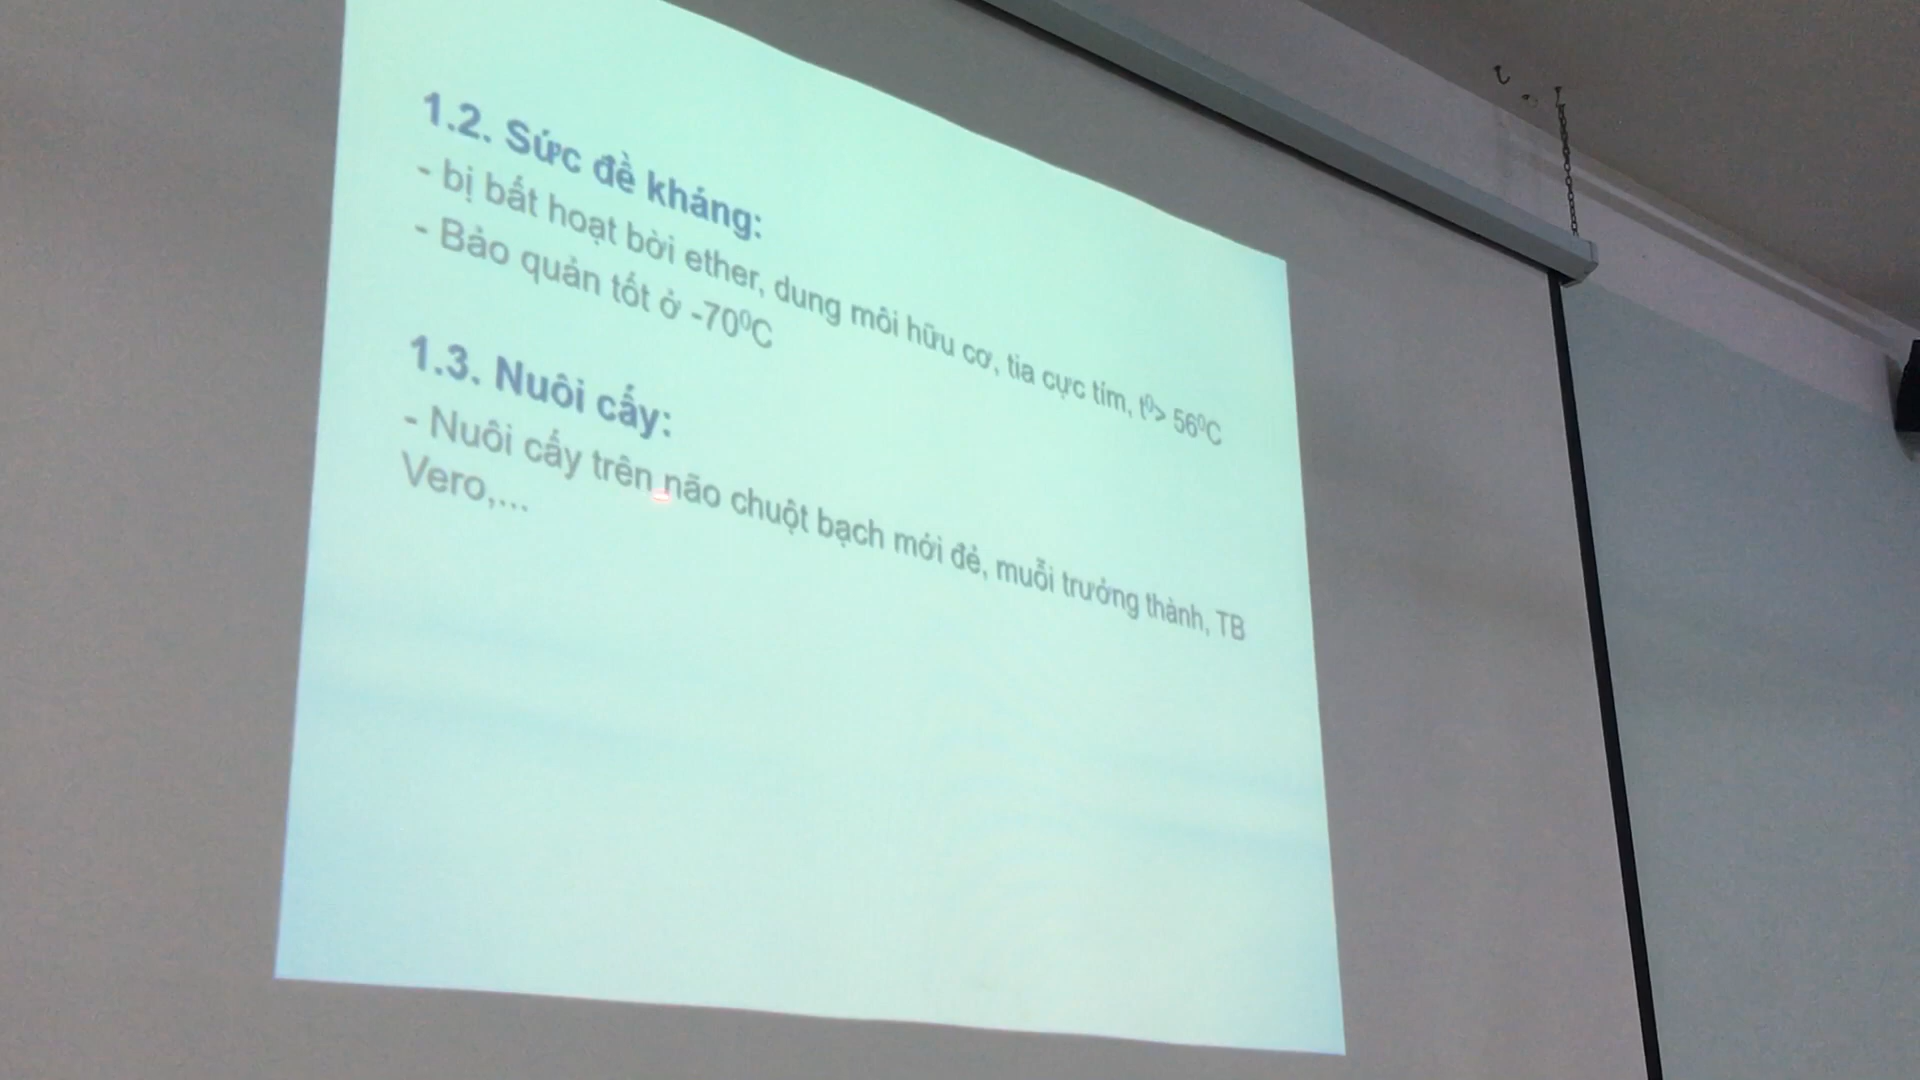 1.2. Sức đề kháng:
- bị bất hoạt bởi ether, dung môi hữu cơ, tia cực tím, t⁰> 56⁰C
- Bảo quản tốt ở -70⁰C
1.3. Nuôi cấy:
- Nuôi cấy trên não chuột bạch mới đẻ, muỗi trưởng thành, TB
Vero,...